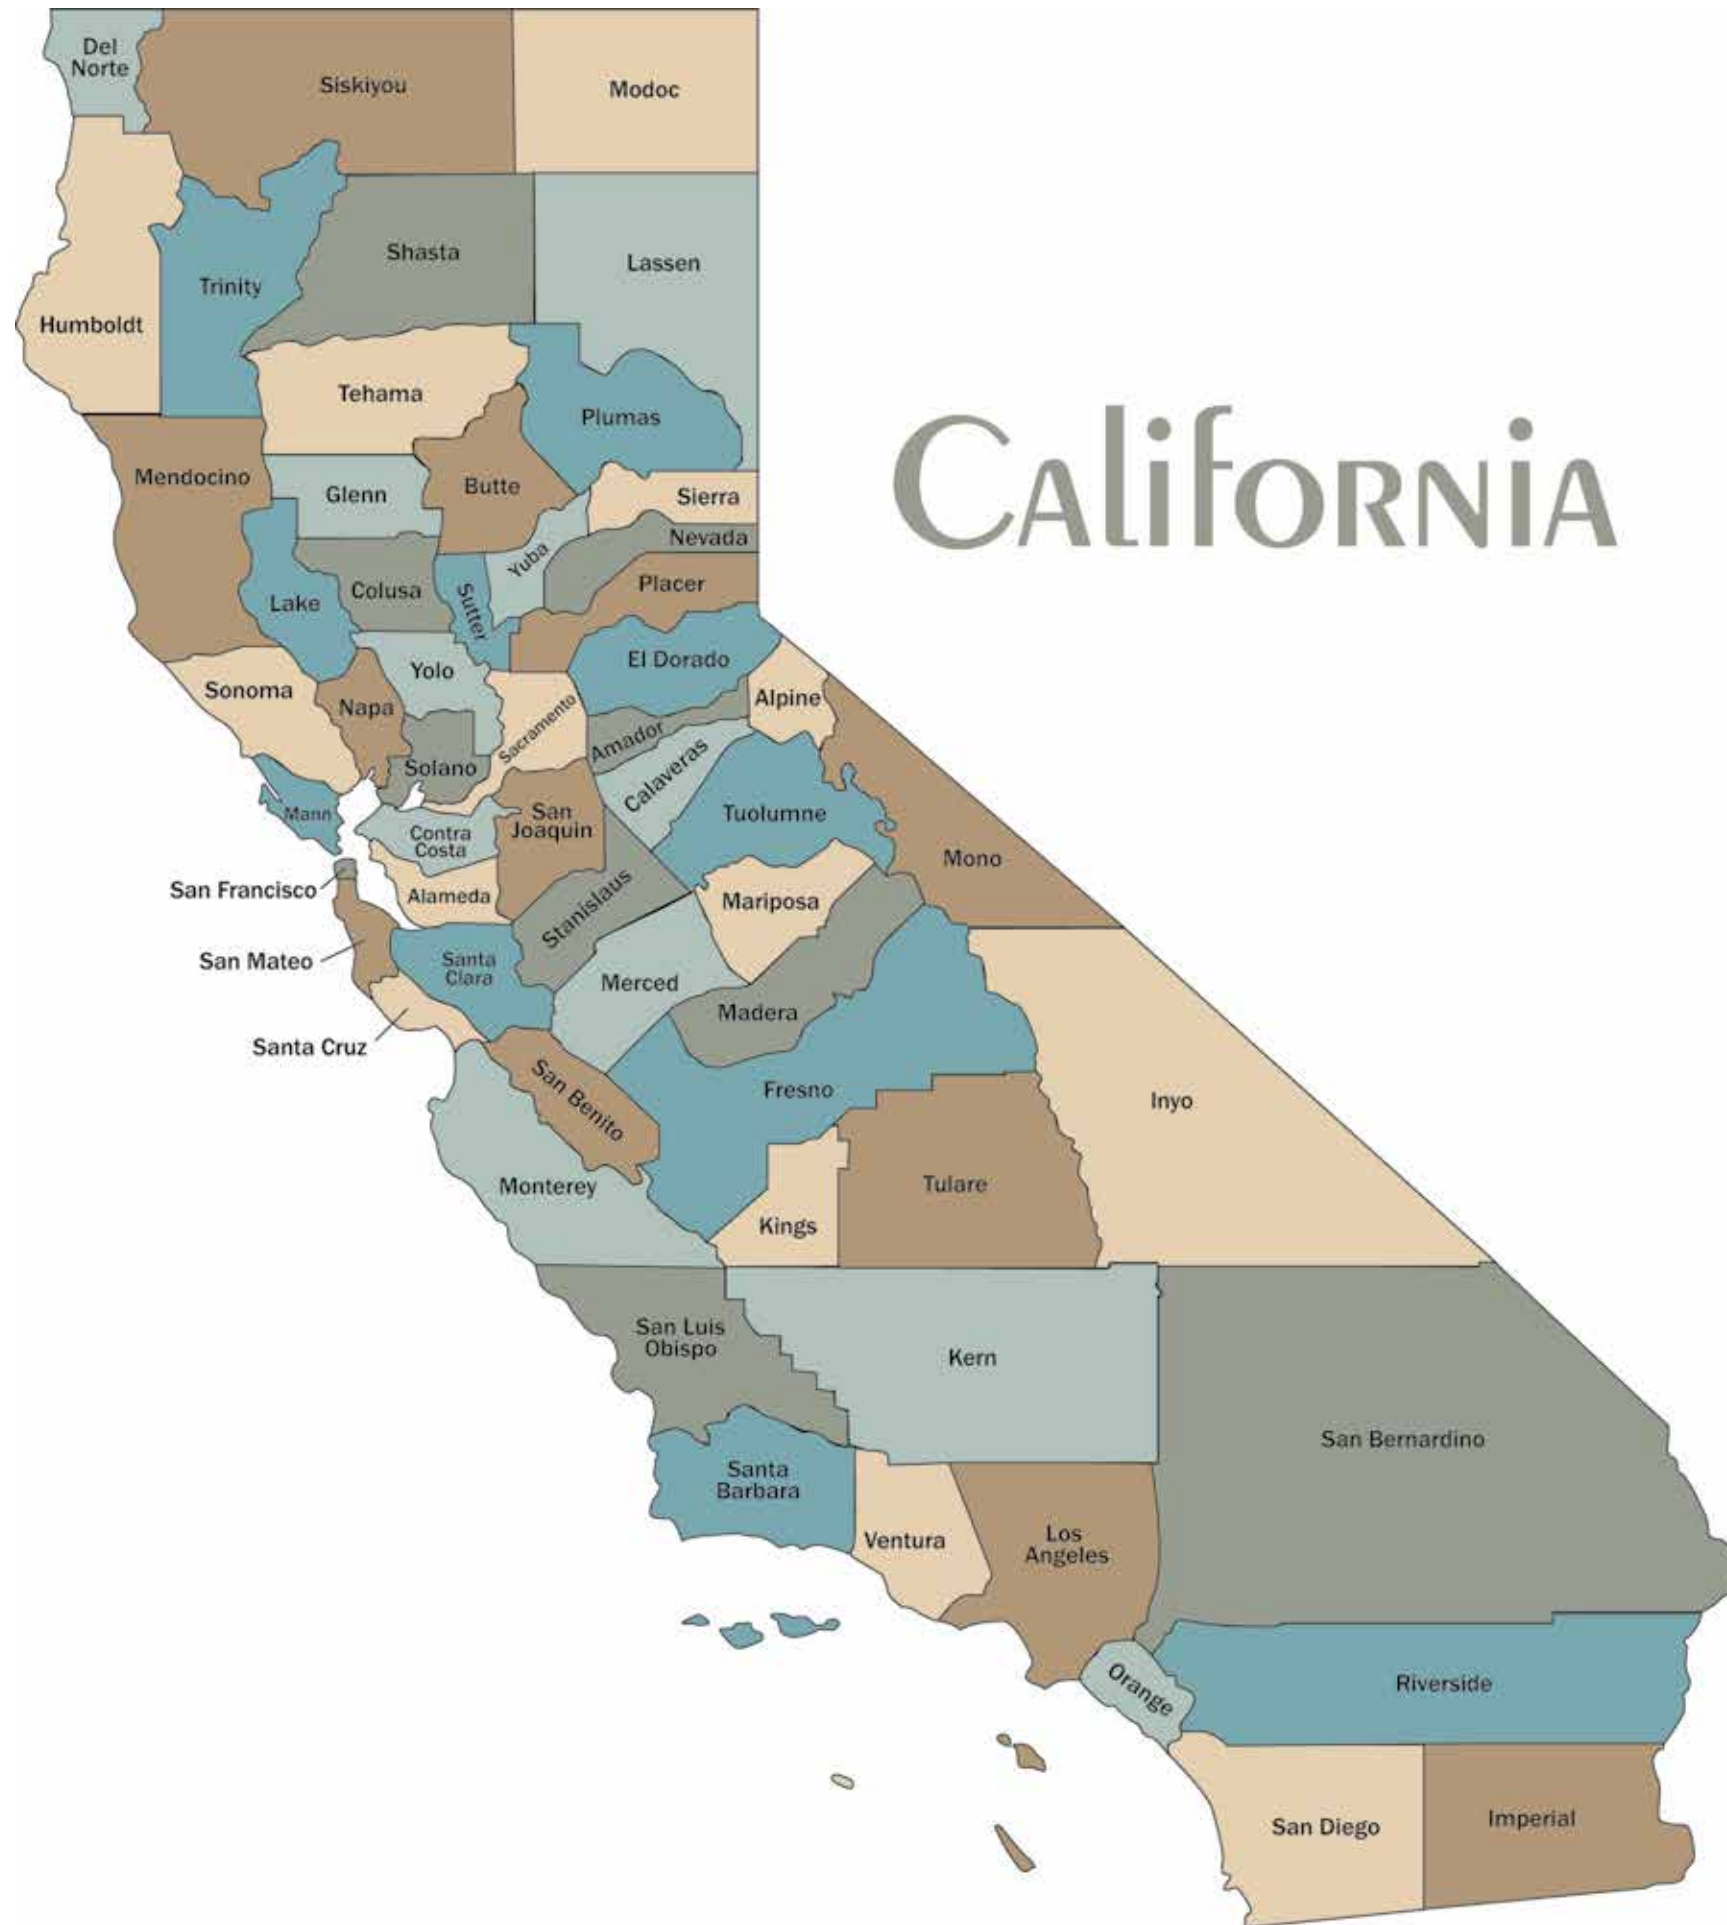 Del
Norte
Siskiyou
Modoc
Shasta
Lassen
Trinity
Humboldt
Tehama
Plumas
CAlifORNiA
Mendocino
Glenn
Butte
Sierra
Nevada
Yuba
Placer
Colusa
Lake
Sutter
El Dorado
Yolo
Sonoma
Napa
Alpine
Sacramento
Amador
Solano
Calaveras
Mann
San
Joaquin
Tuolumne
Contra
Costa
Mono
San Francisco
Alameda
Stanislaus
Mariposa
San Mateo
Santa
Clara
Merced
Madera
Santa Cruz
San Benito
Fresno
Inyo
Monterey
Tulare
Kings
San Luis
Obispo
Kern
San Bernardino
Santa
Barbara
Ventura
Los
Angeles
Orange
Riverside
San Diego
Imperial